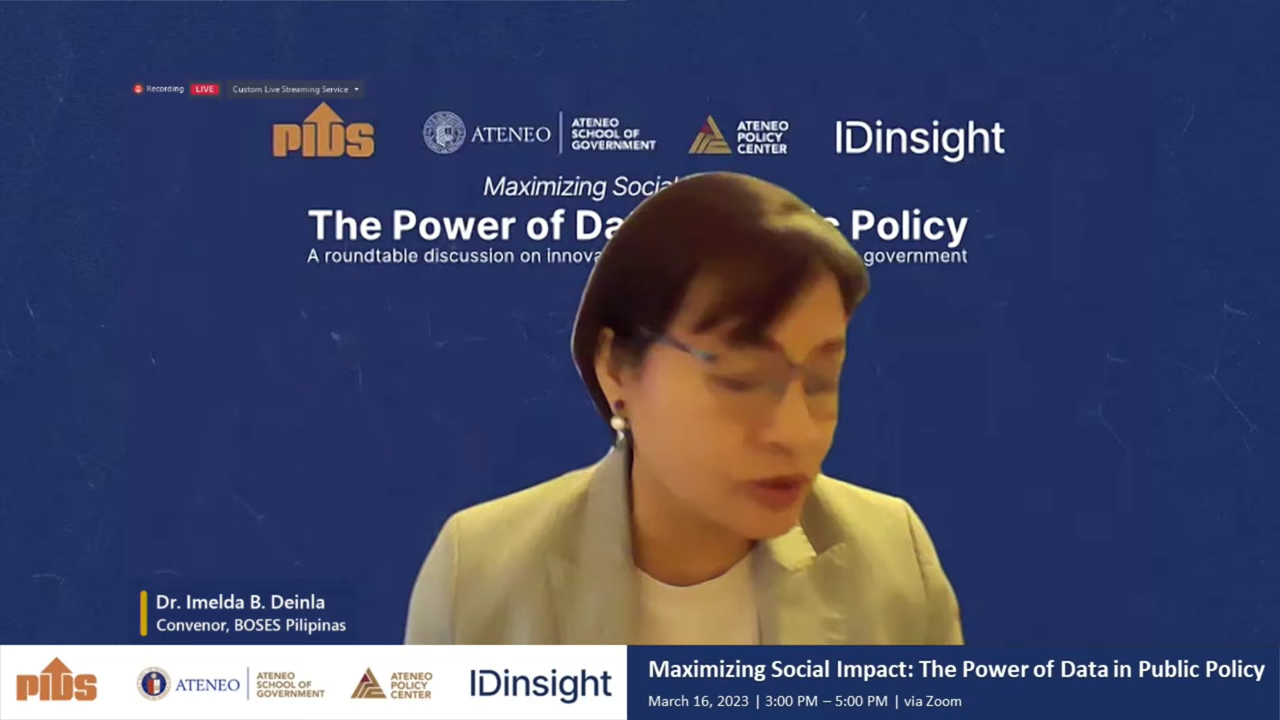 Recording LIVE Custom Live Streaming Service
PIDS
ATENEO
ATENEO
SCHOOL OF
GOVERNMENT
ATENEO
POLICY
CENTER
IDinsight
Maximizing Social
The Power of Da c Policy
A roundtable discussion on innova government
Dr. Imelda B. Deinla
Convenor, BOSES Pilipinas
PIDS
ATENEO
ATENEO
SCHOOL OF
GOVERNMENT
ATENEO
POLICY
CENTER
IDinsight
Maximizing Social Impact: The Power of Data in Public Policy
March 16, 2023 | 3:00 PM – 5:00 PM | via Zoom